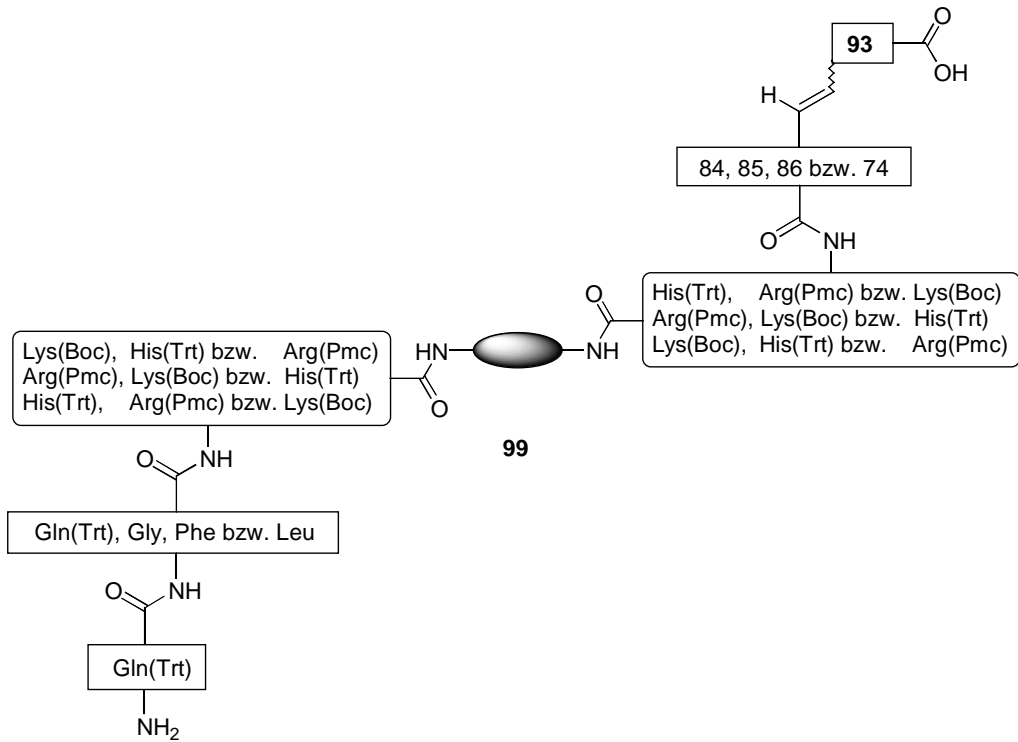 O
93
OH
H
84, 85, 86 bzw. 74
O
NH
His(Trt), Arg(Pmc) bzw. Lys(Boc)
Arg(Pmc), Lys(Boc) bzw. His(Trt)
Lys(Boc), His(Trt) bzw. Arg(Pmc)
O
HN
NH
Lys(Boc), His(Trt) bzw. Arg(Pmc)
Arg(Pmc), Lys(Boc) bzw. His(Trt)
His(Trt), Arg(Pmc) bzw. Lys(Boc)
O
99
O
NH
Gln(Trt), Gly, Phe bzw. Leu
O
NH
Gln(Trt)
NH2